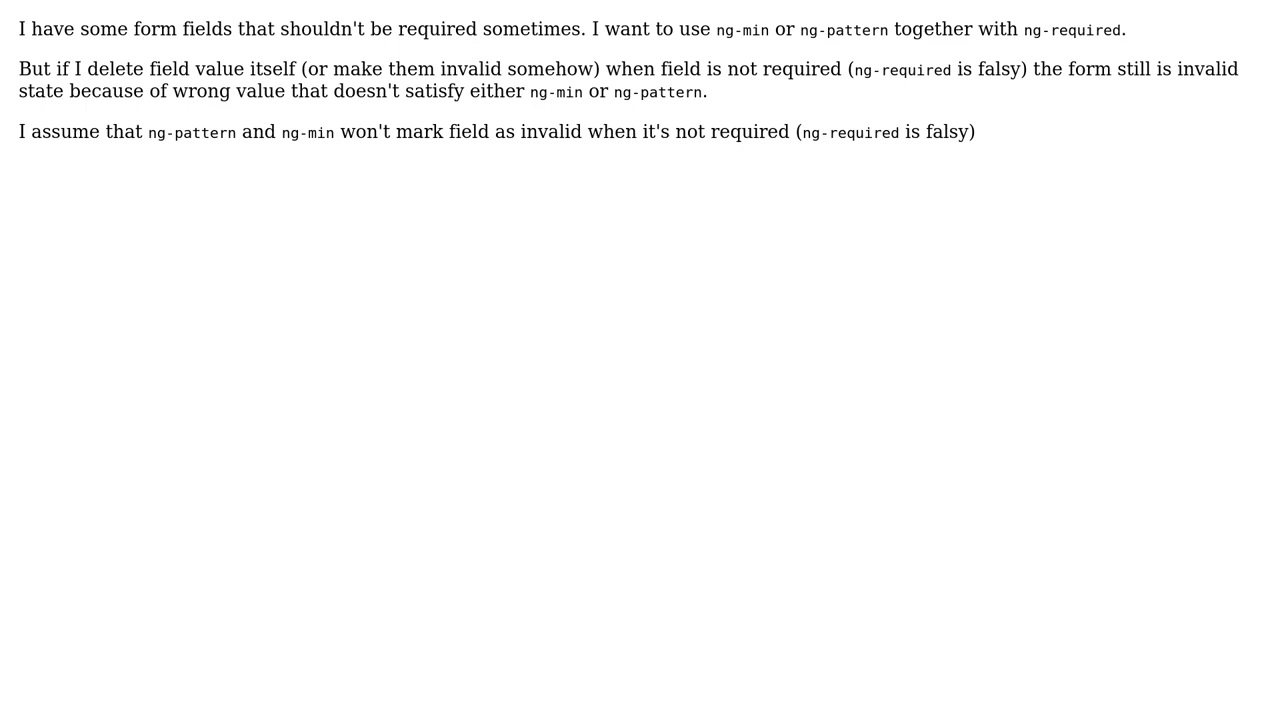 I have some form fields that shouldn't be required sometimes. I want to use ng-min or ng-pattern together with ng-required.
But if I delete field value itself (or make them invalid somehow) when field is not required (ng-required is falsy) the form still is invalid
state because of wrong value that doesn't satisfy either ng-min or ng-pattern.
I assume that ng-pattern and ng-min won't mark field as invalid when it's not required (ng-required is falsy)